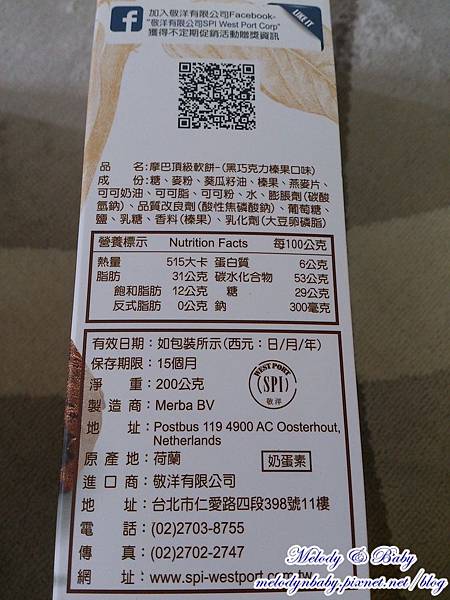 加入敬洋有限公司Facebook-
"敬洋有限公司SPI West Port Corp"
獲得不定期促銷活動贈獎資訊
LIKE IT
品 名:摩巴頂級軟餅-(黑巧克力榛果口味)
成 份:糖、麥粉、葵瓜籽油、榛果、燕麥片、
可可奶油、可可脂、可可粉、水、膨脹劑(碳酸
氫鈉)、品質改良劑(酸性焦磷酸鈉)、葡萄糖、
鹽、乳糖、香料(榛果)、乳化劑(大豆卵磷脂)
營養標示 Nutrition Facts 每100公克
熱量 515大卡 蛋白質 6公克
脂肪 31公克 碳水化合物 53公克
飽和脂肪 12公克 糖 29公克
反式脂肪 0公克 鈉 300毫克
有效日期：如包裝所示(西元：日/月/年)
保存期限：15個月
淨 重：200公克
WEST PORT
(SPI)
敬洋
製造商：Merba BV
地 址：Postbus 119 4900 AC Oosterhout,
Netherlands
原產地：荷蘭
奶蛋素
進口商：敬洋有限公司
地 址：台北市仁愛路四段398號11樓
電 話：(02)2703-8755
傳 真：(02)2702-2747
網 址：www.spi-westport.com.tw
Melody & Baby
melodynbaby.pixnet.net/blog